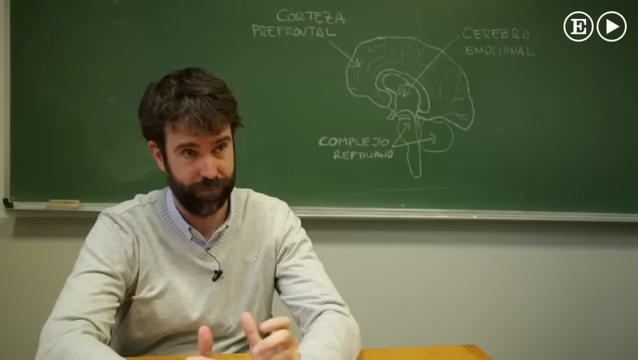 CORTEZA
PREFRONTAL
CEREBRO
EMOCIONAL
COMPLEJO
REPTILIANO
E